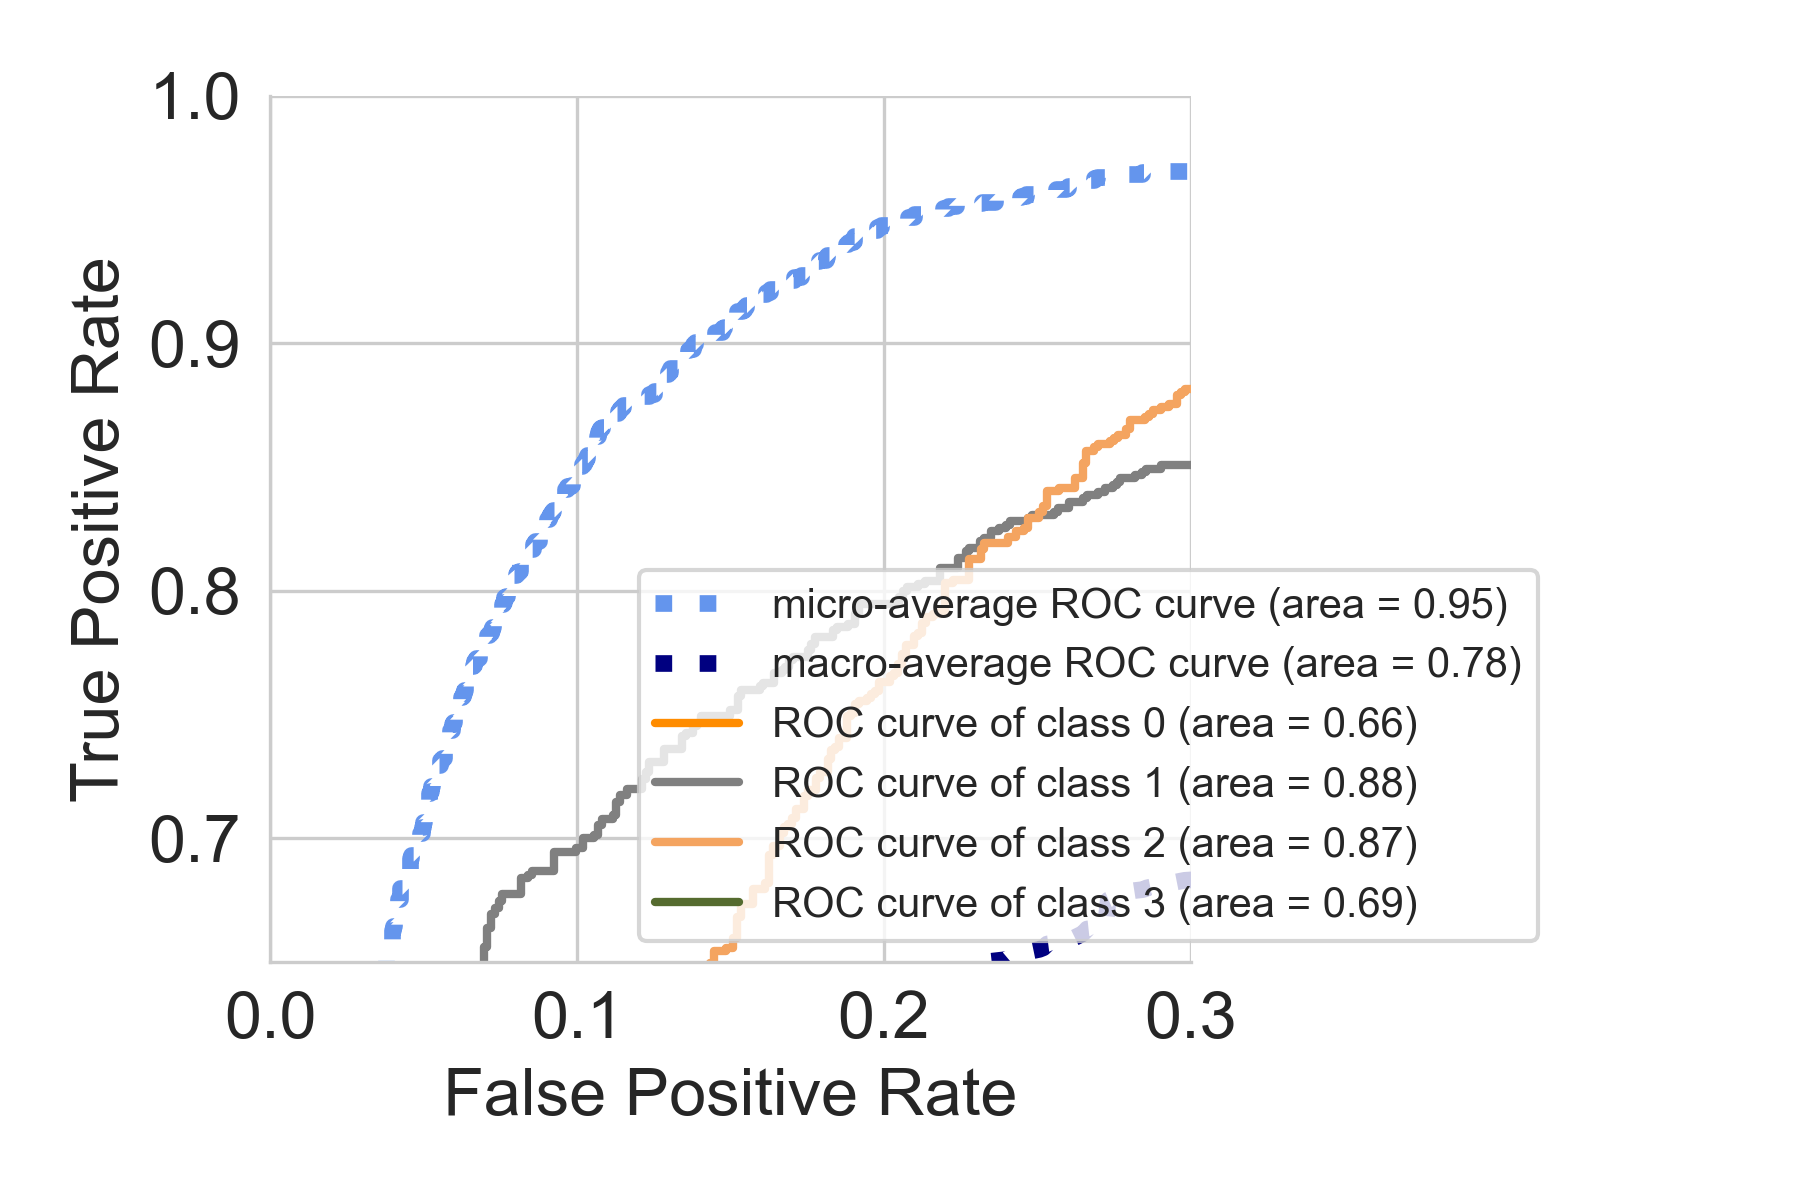 1.0
0.9
0.8
0.7
True Positive Rate
micro-average ROC curve (area = 0.95)
macro-average ROC curve (area = 0.78)
ROC curve of class 0 (area = 0.66)
ROC curve of class 1 (area = 0.88)
ROC curve of class 2 (area = 0.87)
ROC curve of class 3 (area = 0.69)
0.0 0.1 0.2 0.3
False Positive Rate